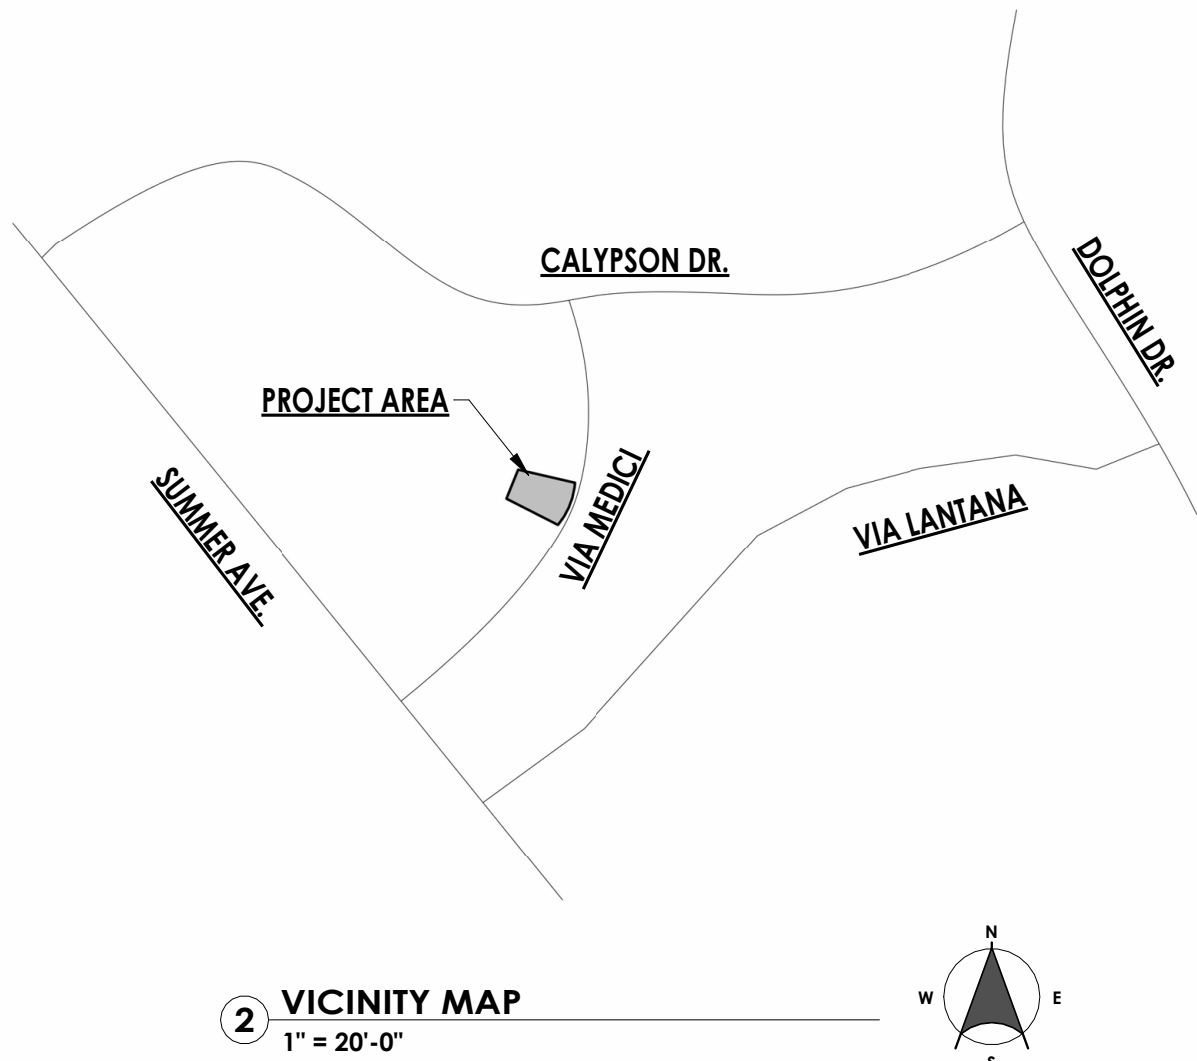 CALYPSON DR.
DOLPHIN DR.
PROJECT AREA
SUMMER AVE.
VIA MEDICI
VIA LANTANA
2
VICINITY MAP
1" = 20'-0"
N
W
E
S